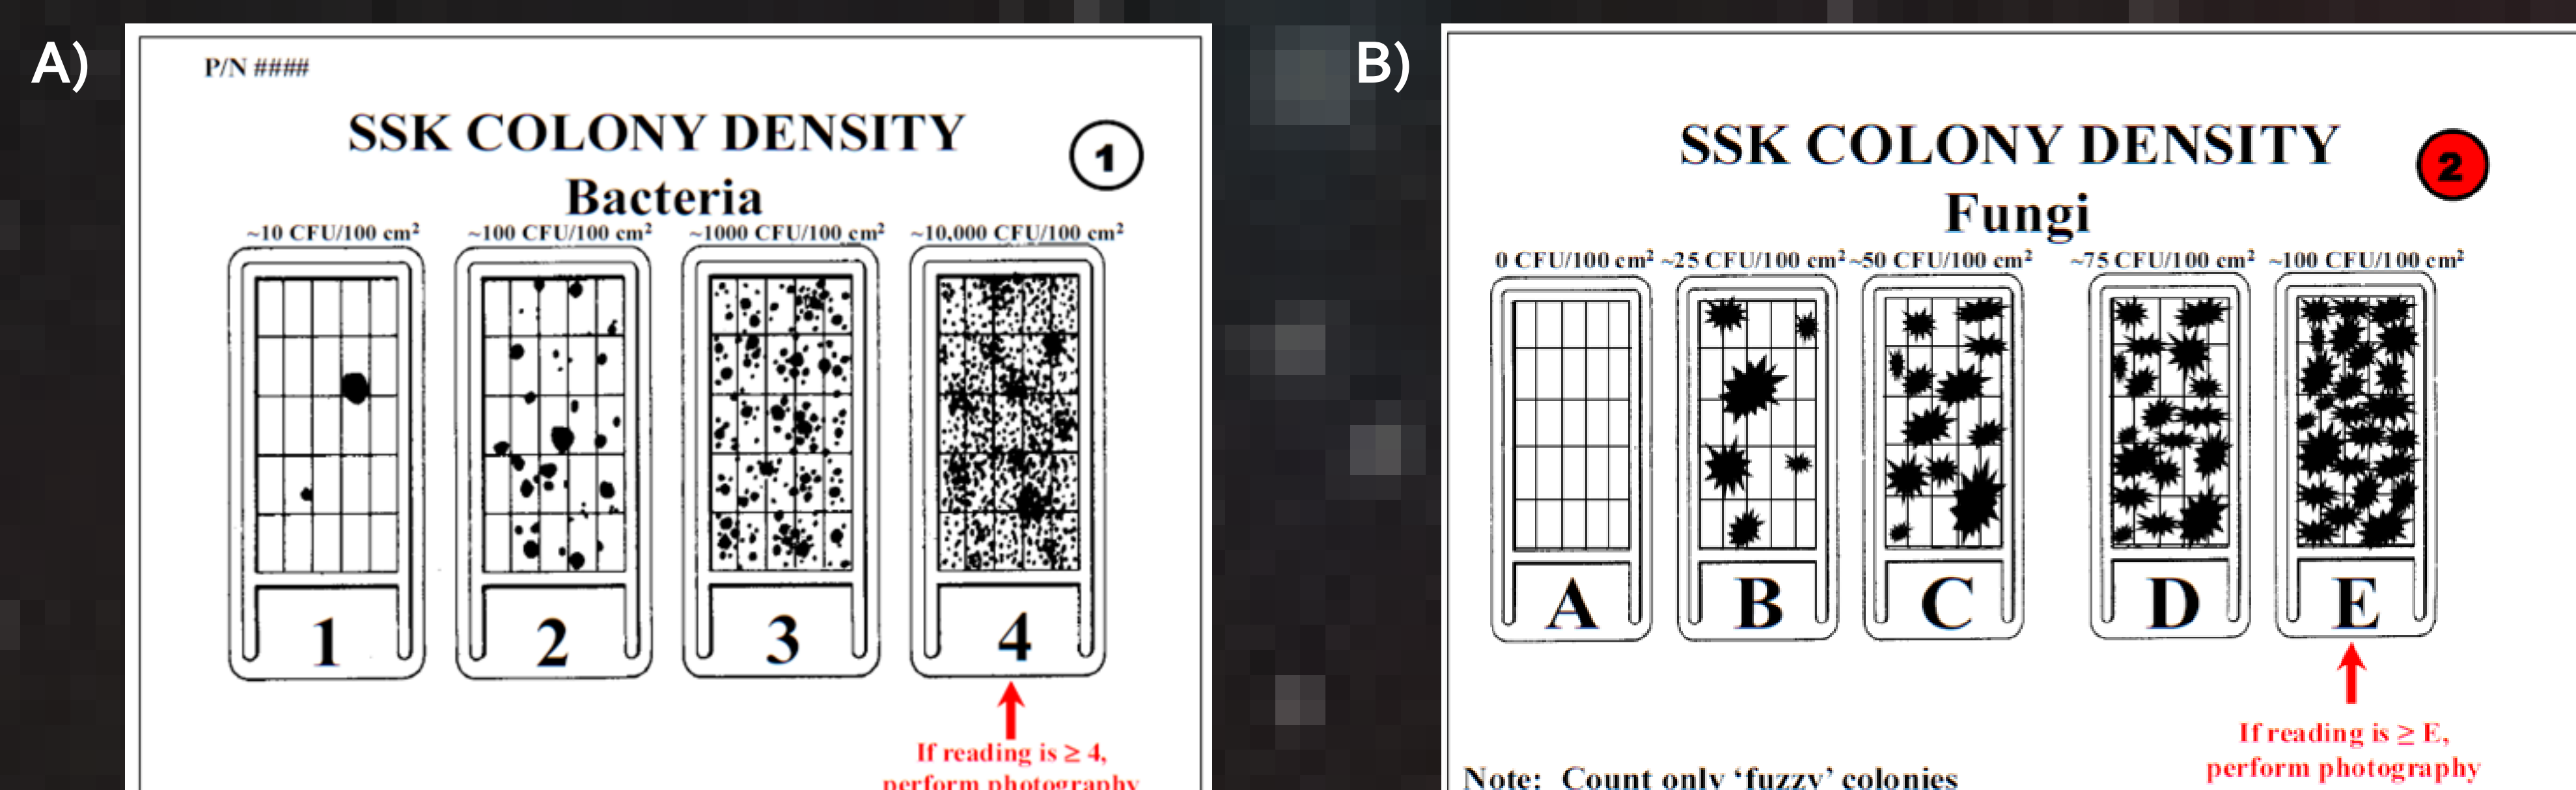 A)
P/N ####
SSK COLONY DENSITY
1
Bacteria
~10 CFU/100 cm²
~100 CFU/100 cm²
~1000 CFU/100 cm²
~10,000 CFU/100 cm²
1
2
3
4
If reading is ≥ 4,
perform photography
B)
SSK COLONY DENSITY
2
Fungi
0 CFU/100 cm²
~25 CFU/100 cm²
~50 CFU/100 cm²
~75 CFU/100 cm²
~100 CFU/100 cm²
A
B
C
D
E
If reading is ≥ E,
perform photography
Note: Count only ‘fuzzy’ colonies